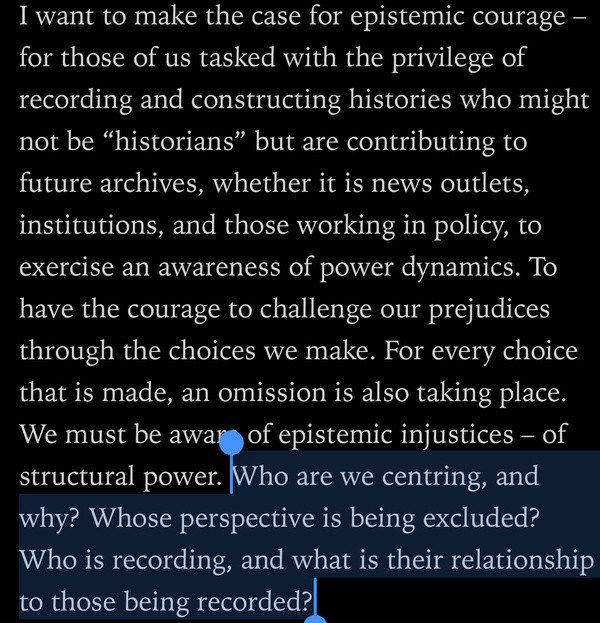 I want to make the case for epistemic courage –
for those of us tasked with the privilege of
recording and constructing histories who might
not be “historians” but are contributing to
future archives, whether it is news outlets,
institutions, and those working in policy, to
exercise an awareness of power dynamics. To
have the courage to challenge our prejudices
through the choices we make. For every choice
that is made, an omission is also taking place.
We must be aware of epistemic injustices – of
structural power. Who are we centring, and
why? Whose perspective is being excluded?
Who is recording, and what is their relationship
to those being recorded?